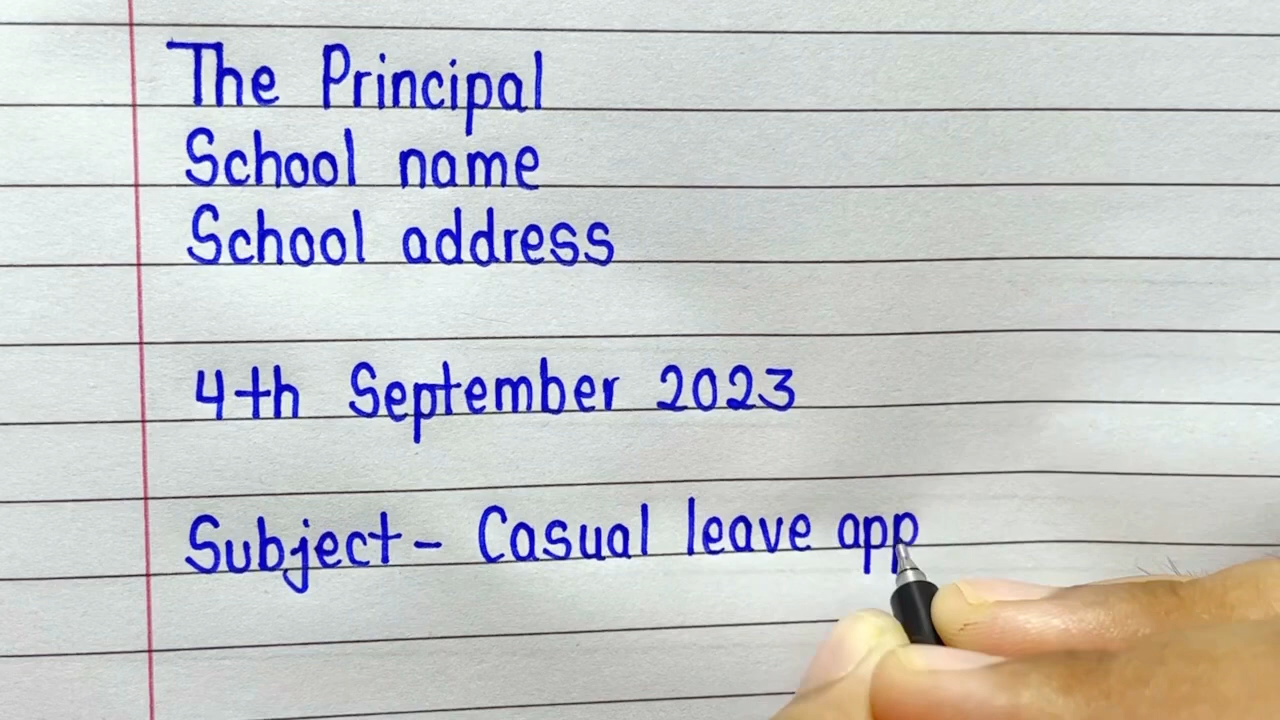 The Principal
School name
School address
4th September 2023
Subject- Casual leave app